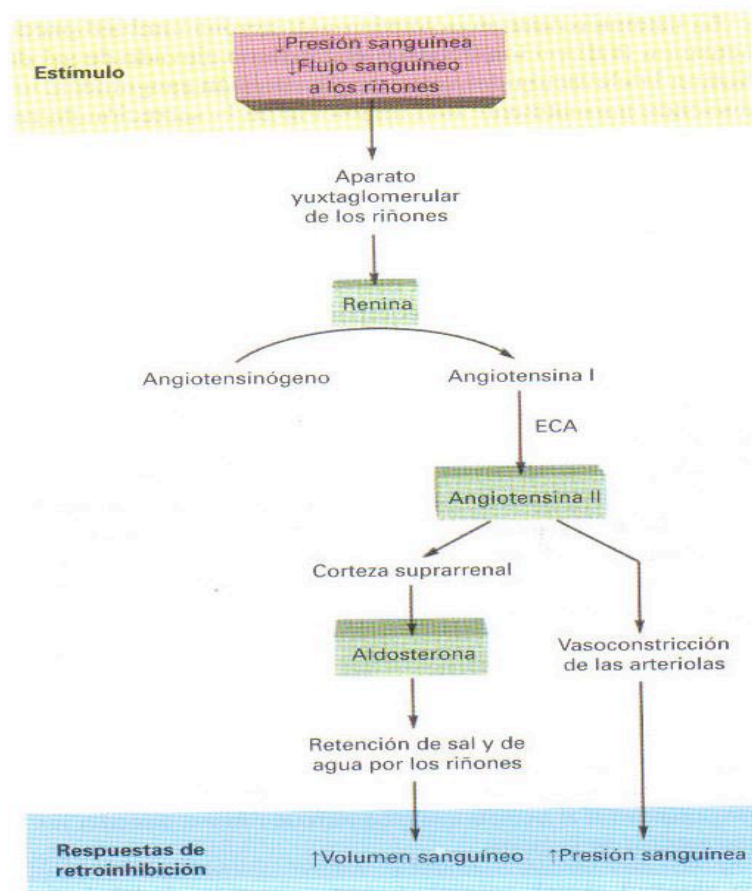 Estímulo
↓Presión sanguínea
↓Flujo sanguíneo
a los riñones
Aparato
yuxtaglomerular
de los riñones
Renina
Angiotensinógeno
Angiotensina I
ECA
Angiotensina II
Corteza suprarrenal
Aldosterona
Vasoconstricción
de las arteriolas
Retención de sal y de
agua por los riñones
Respuestas de
retroinhibición
↑Volumen sanguíneo
↑Presión sanguínea